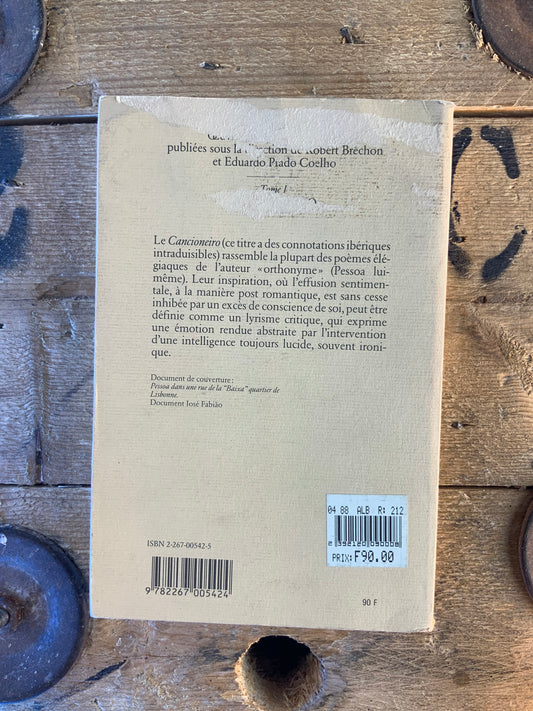 publiées sous la direction de Robert Bréchon
et Eduardo Prado Coelho
Tome I
Le Cancioneiro (ce titre a des connotations ibériques
intraduisibles) rassemble la plupart des poèmes élé-
giaques de l'auteur «orthonyme» (Pessoa lui-
même). Leur inspiration, où l'effusion sentimen-
tale, à la manière post romantique, est sans cesse
inhibée par un excès de conscience de soi, peut être
définie comme un lyrisme critique, qui exprime
une émotion rendue abstraite par l'intervention
d'une intelligence toujours lucide, souvent ironi-
que.
Document de couverture :
Pessoa dans une rue de la "Baixa" quartier de
Lisbonne.
Document José Fabião
04 88 ALB R: 212
2 392120 090008
PRIX: F90.00
ISBN 2-267-00542-5
9 782267 005424
90 F